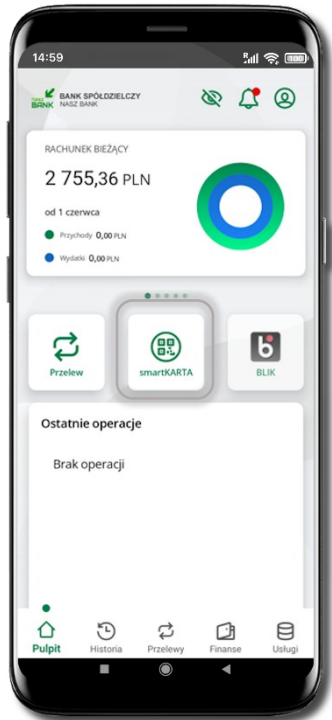 14:59
BANK SPÓŁDZIELCZY
NASZ BANK
RACHUNEK BIEŻĄCY
2 755,36 PLN
od 1 czerwca
Przychody 0,00 PLN
Wydatki 0,00 PLN
Przelew
smartKARTA
BLIK
Ostatnie operacje
Brak operacji
Pulpit
Historia
Przelewy
Finanse
Usługi